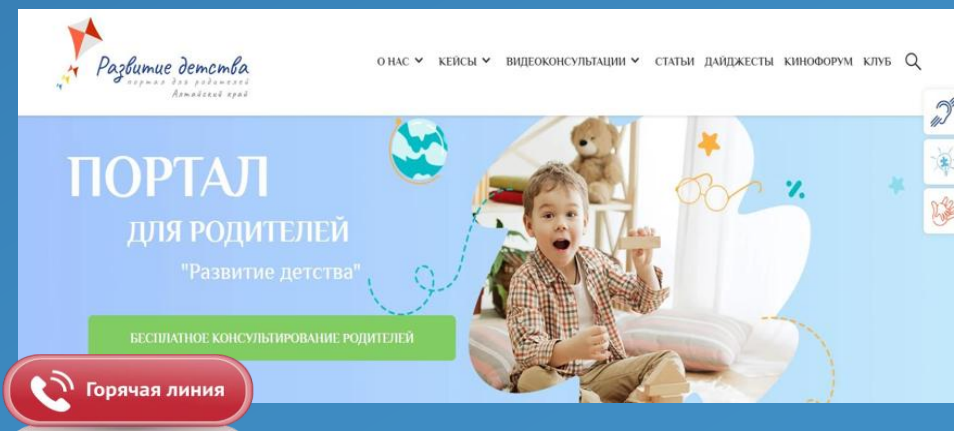 Развитие детства
портал для родителей
Алтайский край
О НАС КЕЙСЫ ВИДЕОКОНСУЛЬТАЦИИ СТАТЬИ ДАЙДЖЕСТЫ КИНОФОРУМ КЛУБ
ПОРТАЛ
ДЛЯ РОДИТЕЛЕЙ
"Развитие детства"
БЕСПЛАТНОЕ КОНСУЛЬТИРОВАНИЕ РОДИТЕЛЕЙ
Горячая линия